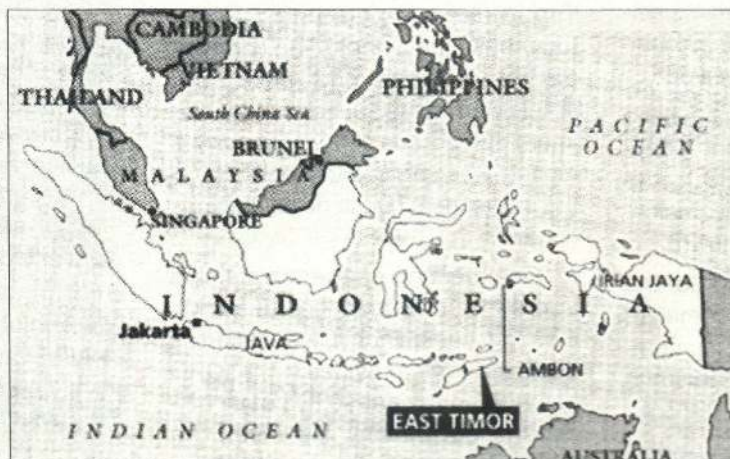 CAMBODIA
VIETNAM
THAILAND
PHILIPPINES
South China Sea
PACIFIC
OCEAN
BRUNEI
MALAYSIA
SINGAPORE
IRIAN JAYA
INDONESIA
Jakarta
JAVA
AMBON
EAST TIMOR
INDIAN OCEAN
AUSTRALIA